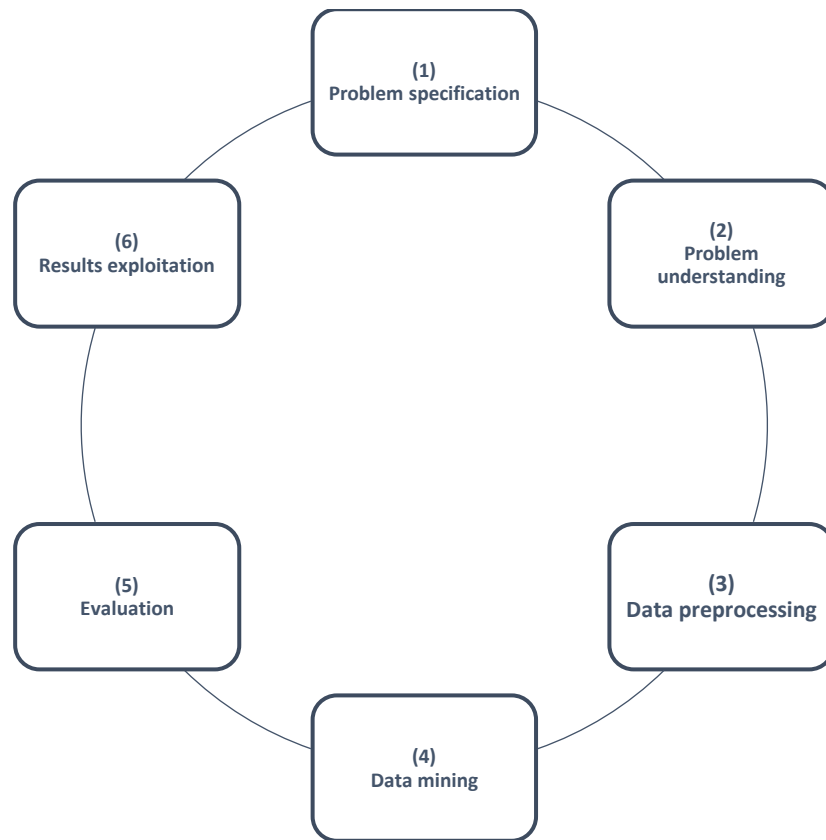 (1)
Problem specification
(2)
Problem
understanding
(3)
Data preprocessing
(4)
Data mining
(5)
Evaluation
(6)
Results exploitation